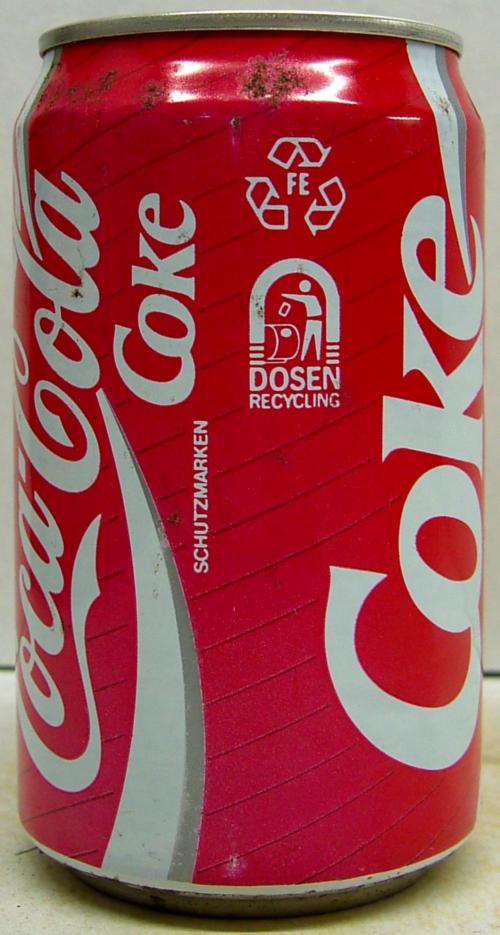 Coca-Cola
Coke
SCHUTZMARKEN
FE
DOSEN
RECYCLING
Coke